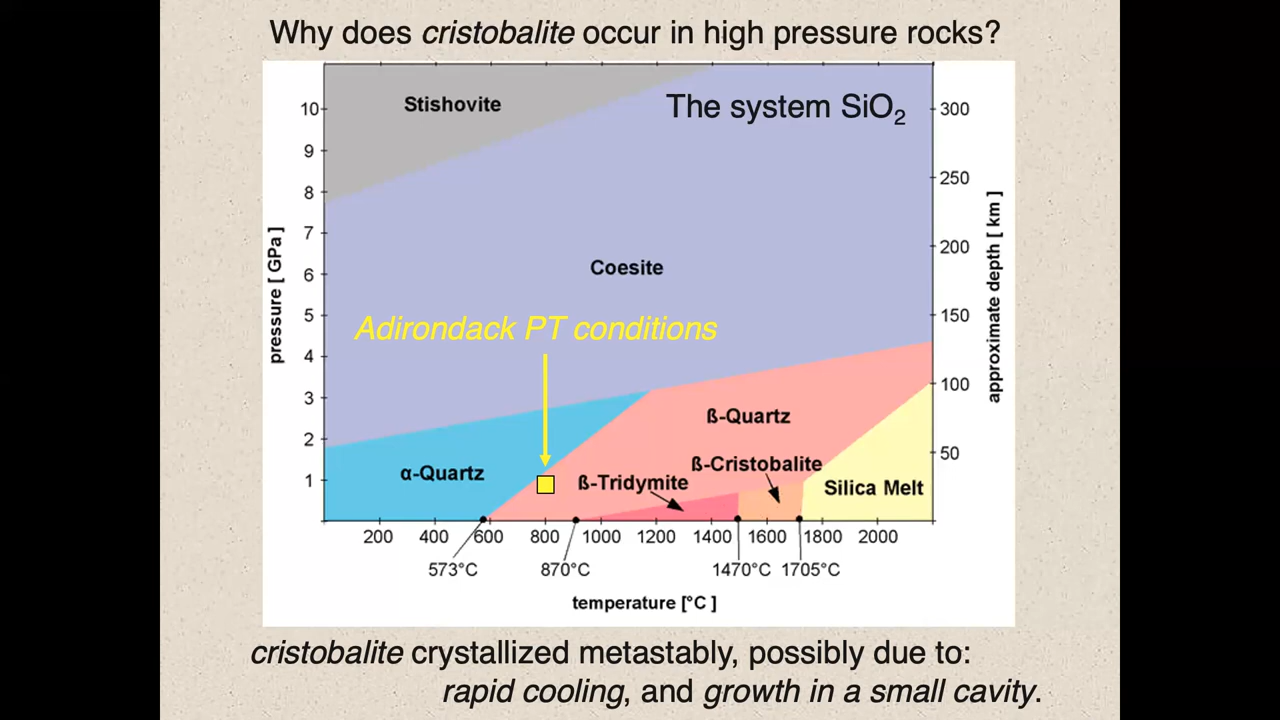 Why does cristobalite occur in high pressure rocks?
Stishovite
The system SiO₂
10
9
8
7
6
5
4
3
2
1
pressure [ GPa ]
300
250
200
150
100
50
approximate depth [ km ]
Coesite
Adirondack PT conditions
ß-Quartz
ß-Cristobalite
α-Quartz
ß-Tridymite
Silica Melt
200 400 600 800 1000 1200 1400 1600 1800 2000
573°C 870°C 1470°C 1705°C
temperature [°C ]
cristobalite crystallized metastably, possibly due to:
rapid cooling, and growth in a small cavity.